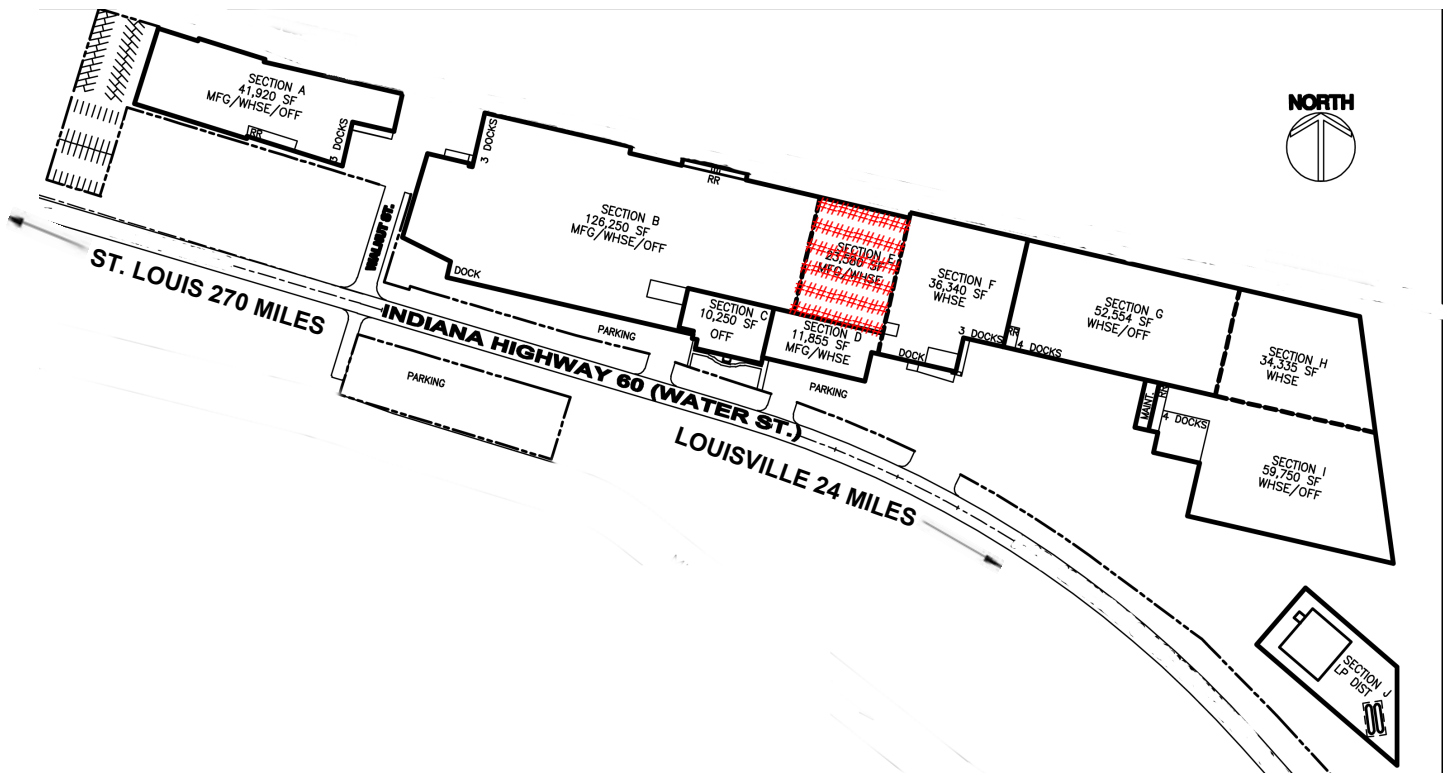 NORTH
SECTION A
41,920 SF
MFG/WHSE/OFF
RR
3 DOCKS
3 DOCKS
RR
SECTION B
126,250 SF
MFG/WHSE/OFF
DOCK
WALNUT ST.
SECTION E
MFG/WHSE
SECTION F
36,340 SF
WHSE
SECTION C
10,250 SF
OFF
SECTION D
11,855 SF
MFG/WHSE
DOCK
3 DOCKS
RR
4 DOCKS
SECTION G
52,554 SF
WHSE/OFF
SECTION H
34,335 SF
WHSE
MAINT.
RR
4 DOCKS
SECTION I
59,750 SF
WHSE/OFF
PARKING
PARKING
PARKING
ST. LOUIS 270 MILES
INDIANA HIGHWAY 60 (WATER ST.)
LOUISVILLE 24 MILES
SECTION J
LP DIST